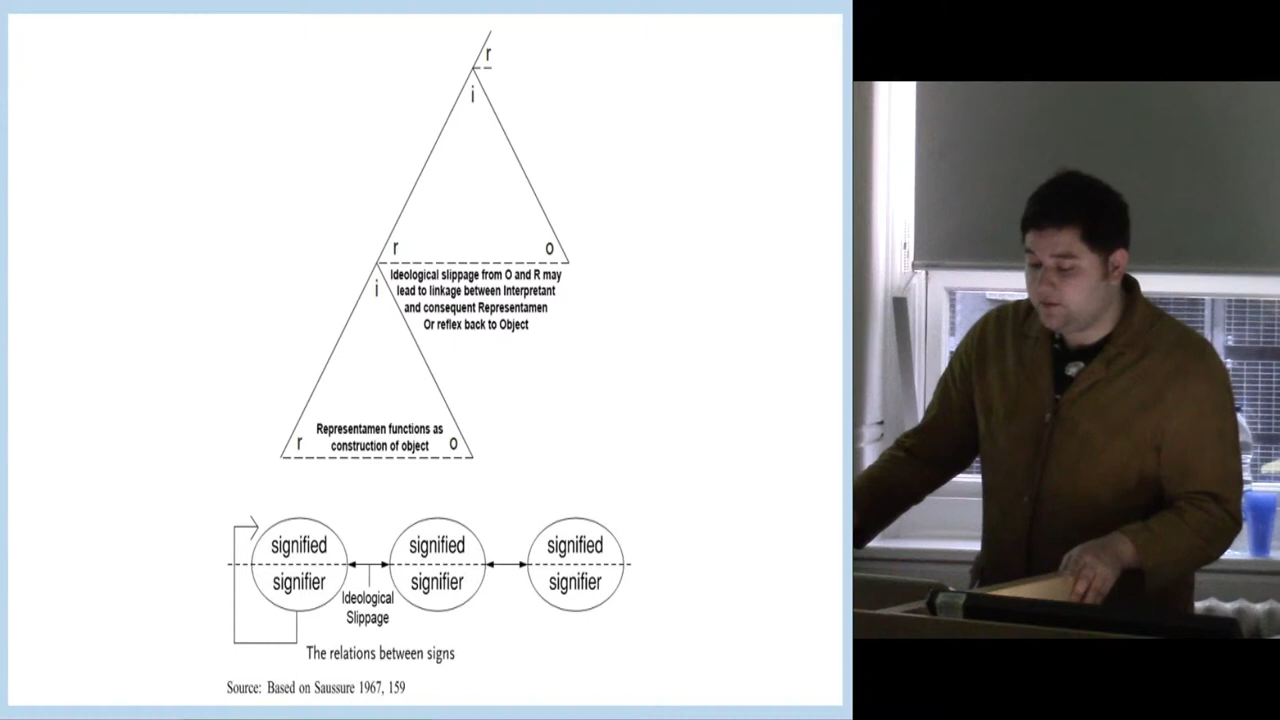 r
i
r
o
Ideological slippage from O and R may
lead to linkage between Interpretant
and consequent Representamen
Or reflex back to Object
i
Representamen functions as
construction of object
r
o
signified
signified
signified
signifier
signifier
signifier
Ideological
Slippage
The relations between signs
Source: Based on Saussure 1967, 159